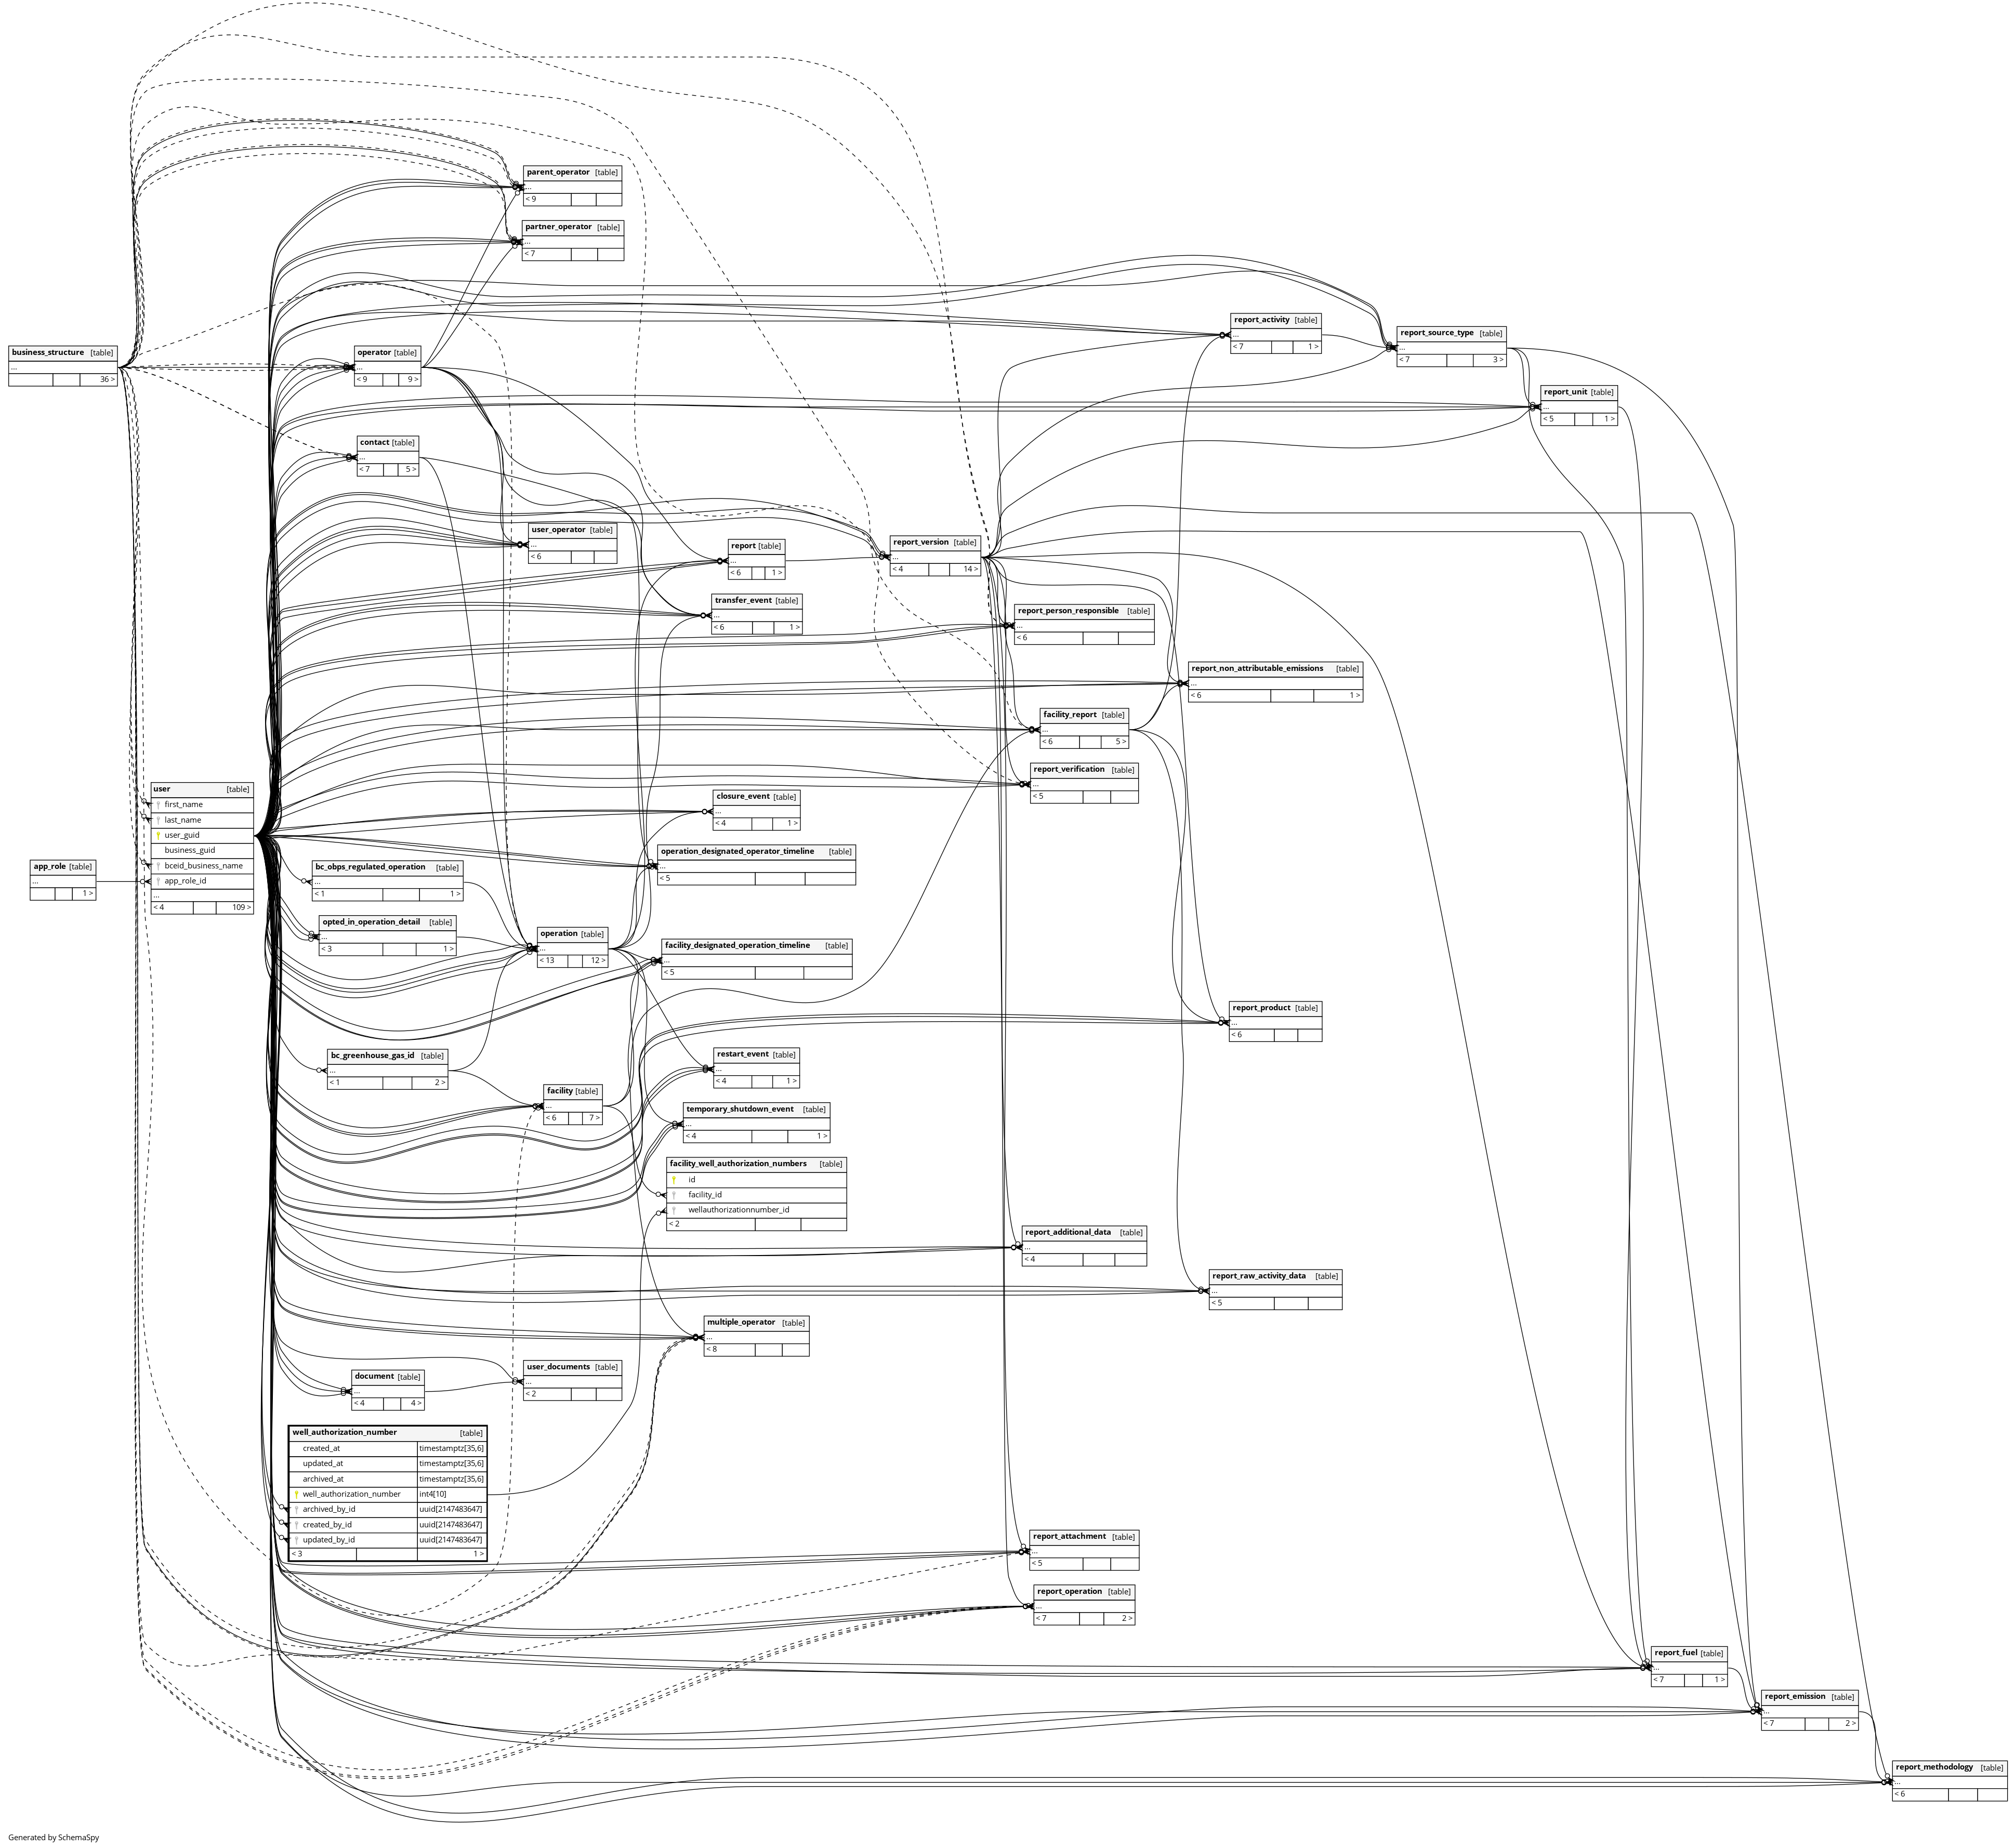 parent_operator [table]
...
< 9
partner_operator [table]
...
< 7
business_structure [table]
...
36 >
operator [table]
...
< 9 9 >
contact [table]
...
< 7 5 >
user_operator [table]
...
< 6
report [table]
...
< 6 1 >
transfer_event [table]
...
< 6 1 >
report_version [table]
...
< 4 14 >
report_activity [table]
...
< 7 1 >
report_source_type [table]
...
< 7 3 >
report_unit [table]
...
< 5 1 >
report_person_responsible [table]
...
< 6
report_non_attributable_emissions [table]
...
< 6 1 >
facility_report [table]
...
< 6 5 >
report_verification [table]
...
< 5
user [table]
first_name
last_name
user_guid
business_guid
bceid_business_name
app_role_id
...
< 4 109 >
app_role [table]
...
1 >
closure_event [table]
...
< 4 1 >
operation_designated_operator_timeline [table]
...
< 5
bc_obps_regulated_operation [table]
...
< 1 1 >
opted_in_operation_detail [table]
...
< 3 1 >
operation [table]
...
< 13 12 >
facility_designated_operation_timeline [table]
...
< 5
report_product [table]
...
< 6
bc_greenhouse_gas_id [table]
...
< 1 2 >
restart_event [table]
...
< 4 1 >
facility [table]
...
< 6 7 >
temporary_shutdown_event [table]
...
< 4 1 >
facility_well_authorization_numbers [table]
id
facility_id
wellauthorizationnumber_id
< 2
report_additional_data [table]
...
< 4
report_raw_activity_data [table]
...
< 5
multiple_operator [table]
...
< 8
user_documents [table]
...
< 2
document [table]
...
< 4 4 >
well_authorization_number [table]
created_at timestamptz[35,6]
updated_at timestamptz[35,6]
archived_at timestamptz[35,6]
well_authorization_number int4[10]
archived_by_id uuid[2147483647]
created_by_id uuid[2147483647]
updated_by_id uuid[2147483647]
< 3 1 >
report_attachment [table]
...
< 5
report_operation [table]
...
< 7 2 >
report_fuel [table]
...
< 7 1 >
report_emission [table]
...
< 7 2 >
report_methodology [table]
...
< 6
Generated by SchemaSpy